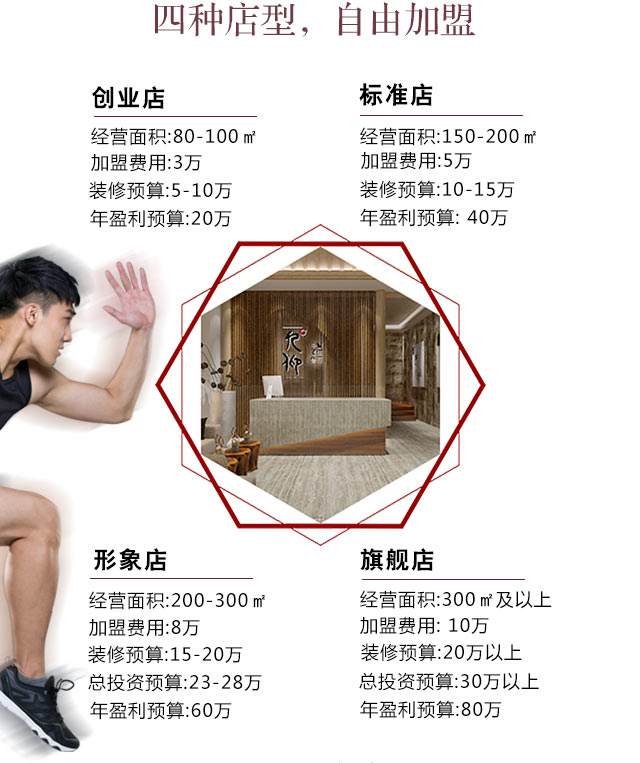 四种店型，自由加盟
创业店
经营面积:80-100㎡
加盟费用:3万
装修预算:5-10万
年盈利预算:20万
标准店
经营面积:150-200㎡
加盟费用:5万
装修预算:10-15万
年盈利预算: 40万
形象店
经营面积:200-300㎡
加盟费用:8万
装修预算:15-20万
总投资预算:23-28万
年盈利预算:60万
旗舰店
经营面积:300㎡及以上
加盟费用: 10万
装修预算:20万以上
总投资预算:30万以上
年盈利预算:80万